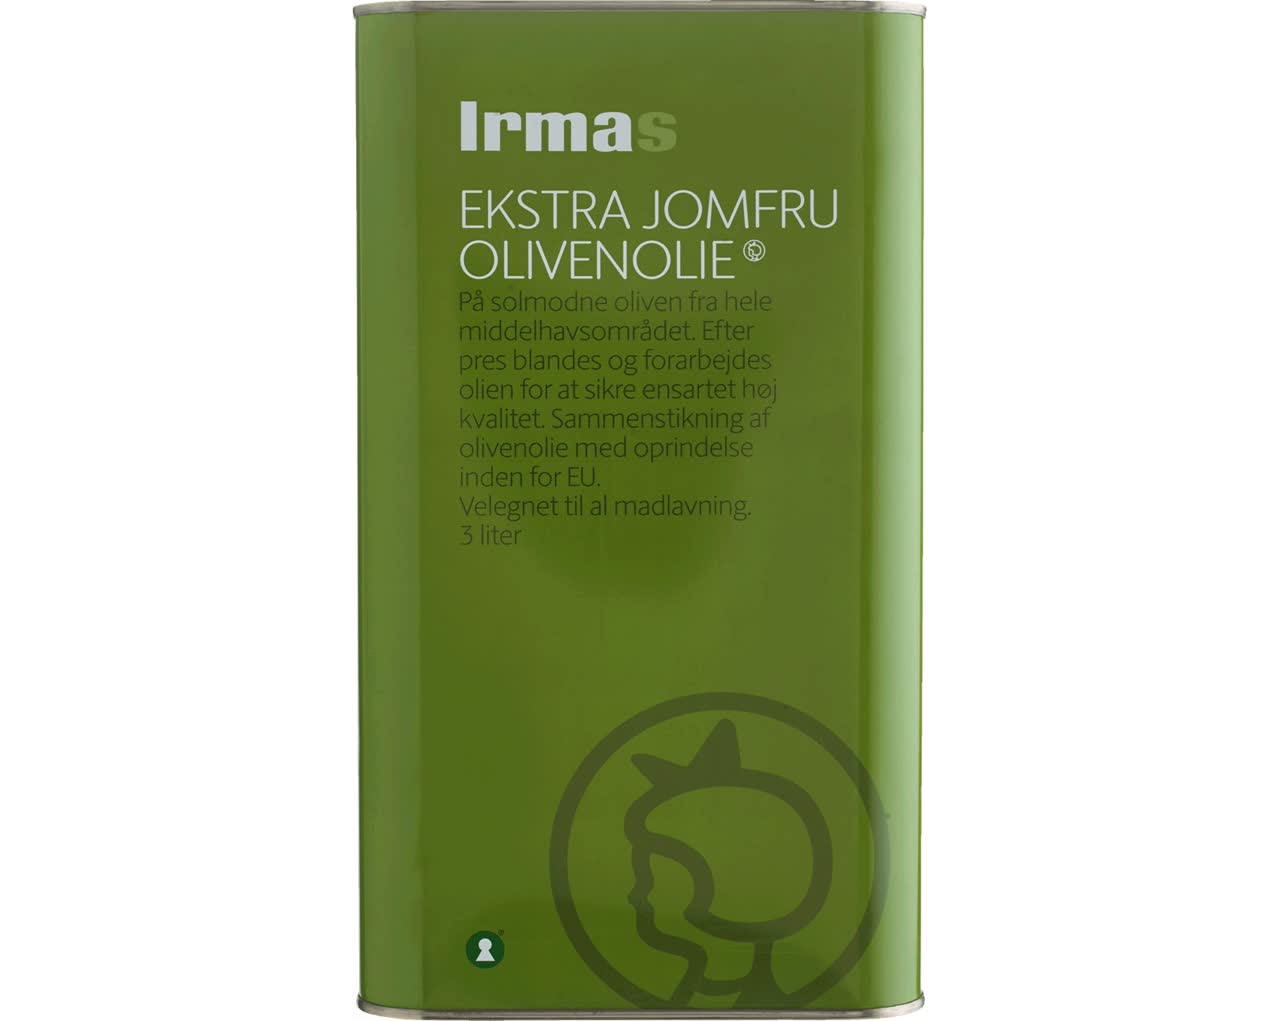 Irmas
EKSTRA JOMFRU
OLIVENOLIE
På solmodne oliven fra hele
middelhavsområdet. Efter
pres blandes og forarbejdes
olien for at sikre ensartet høj
kvalitet. Sammenstikning af
olivenolie med oprindelse
inden for EU.
Velegnet til al madlavning.
3 liter
®